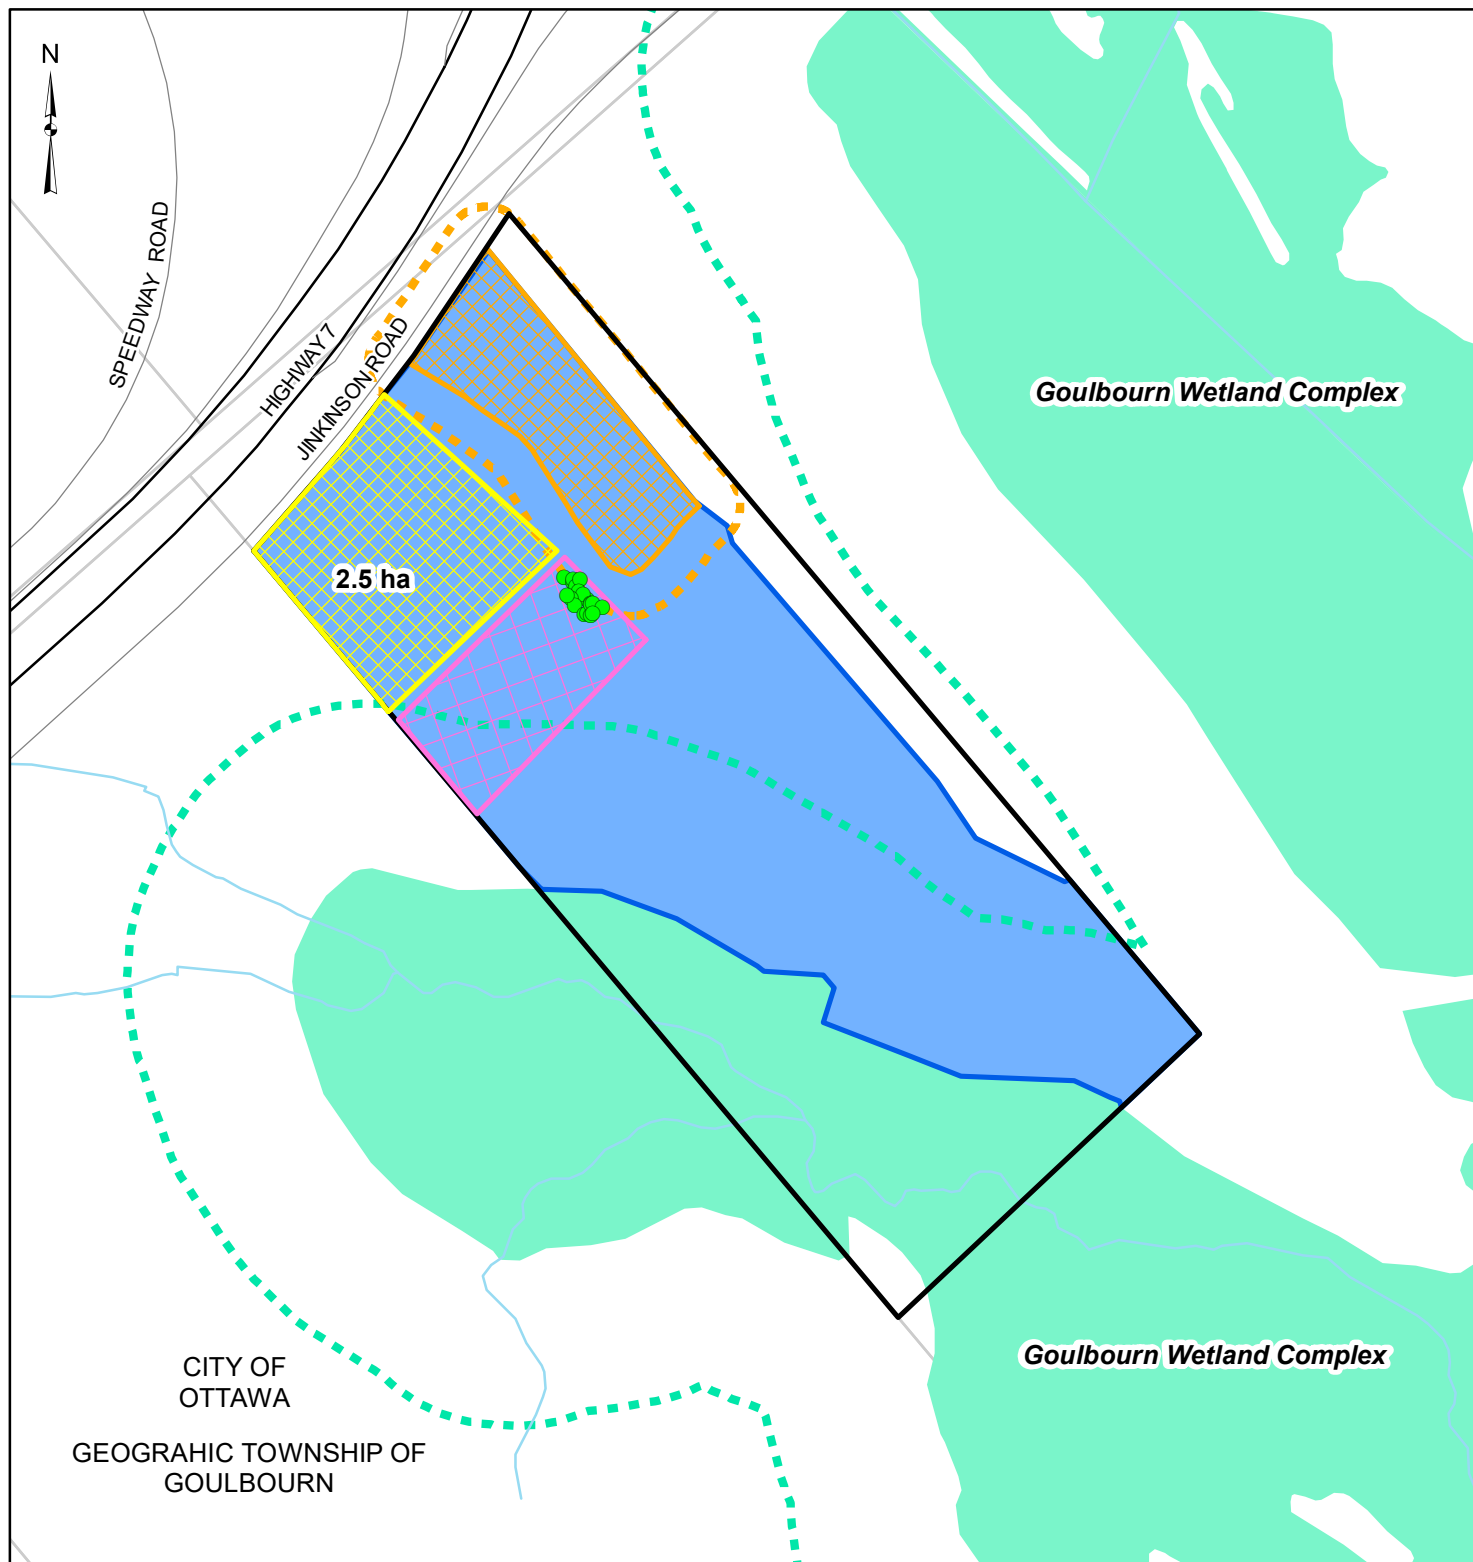 N
SPEEDWAY ROAD
HIGHWAY 7
JINKINSON ROAD
Goulbourn Wetland Complex
2.5 ha
Goulbourn Wetland Complex
CITY OF
OTTAWA
GEOGRAHIC TOWNSHIP OF
GOULBOURN